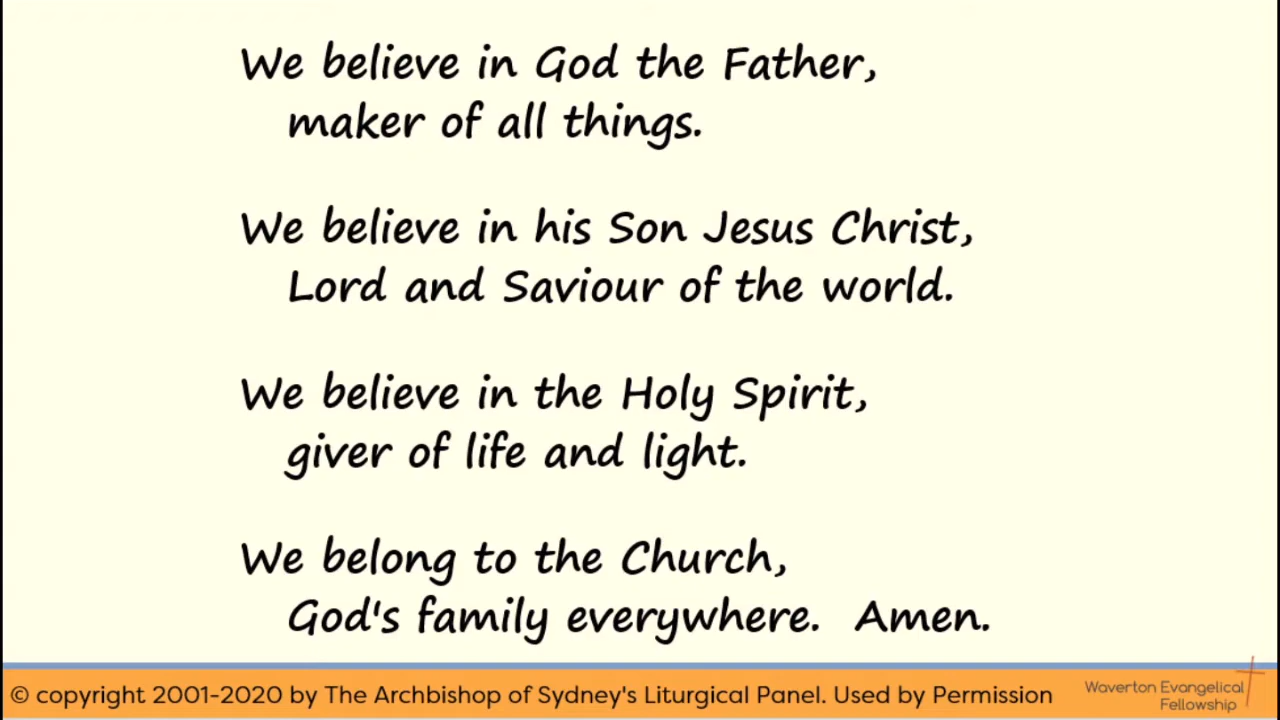 We believe in God the Father,
maker of all things.
We believe in his Son Jesus Christ,
Lord and Saviour of the world.
We believe in the Holy Spirit,
giver of life and light.
We belong to the Church,
God's family everywhere.  Amen.
© copyright 2001-2020 by The Archbishop of Sydney's Liturgical Panel. Used by Permission
Waverton Evangelical
Fellowship